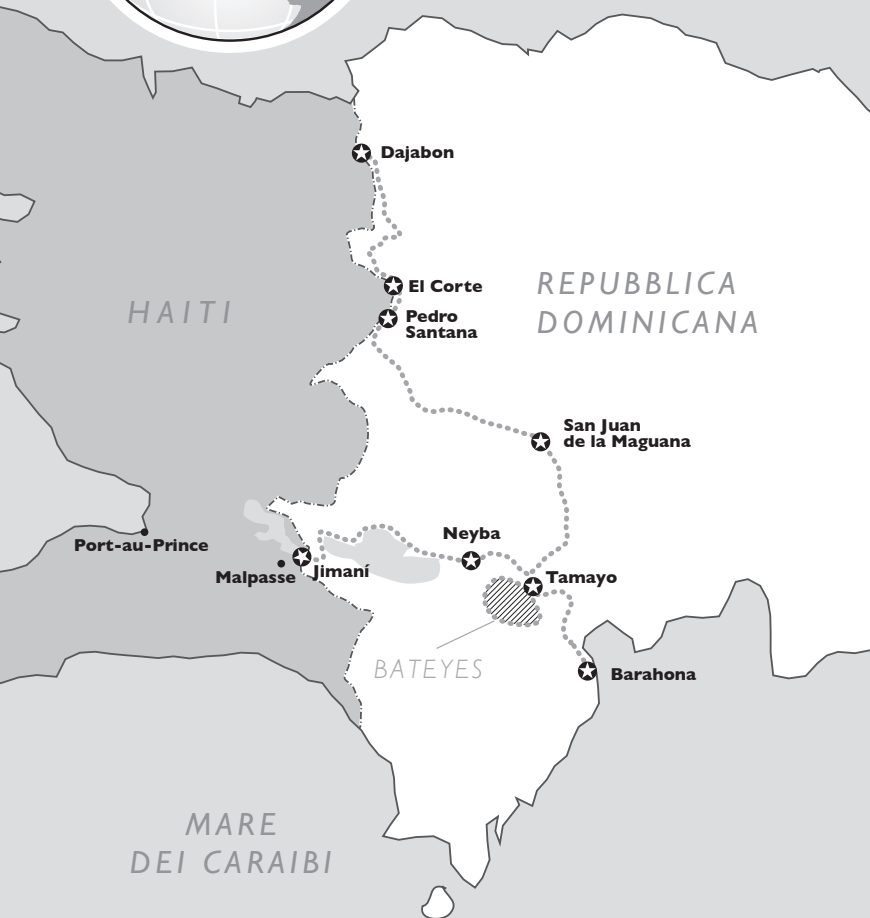 Dajabon
El Corte
REPUBBLICA
DOMINICANA
HAITI
Pedro
Santana
San Juan
de la Maguana
Neyba
Port-au-Prince
Malpasse
Jimaní
Tamayo
BATEYES
Barahona
MARE
DEI CARAIBI